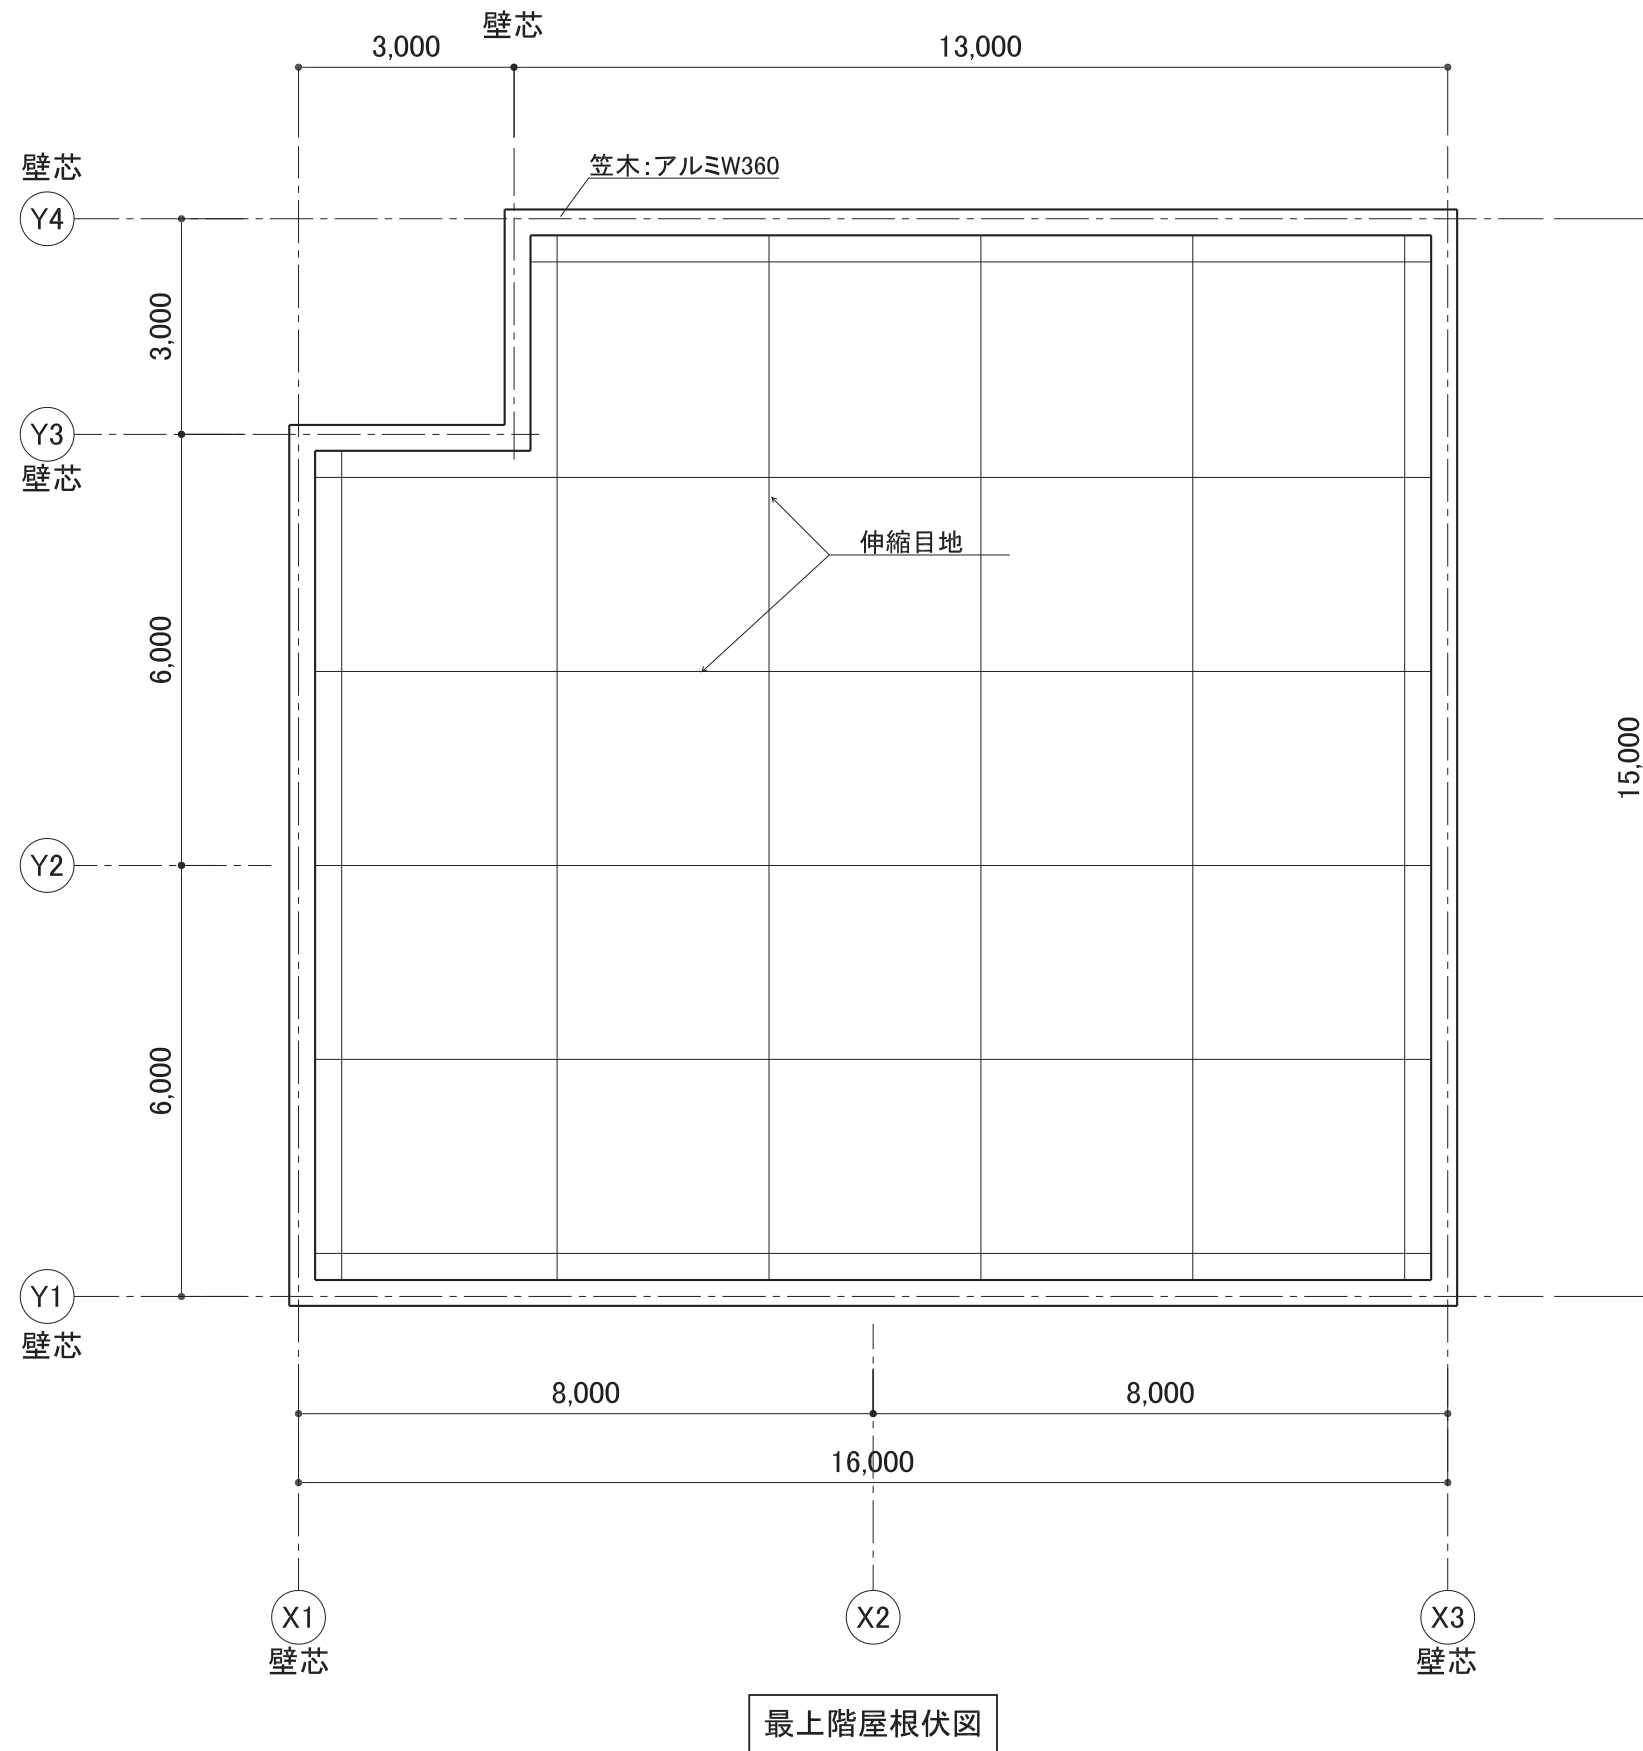 壁芯
3,000
13,000
笠木:アルミW360
壁芯
Y4
3,000
Y3
壁芯
伸縮目地
6,000
15,000
Y2
6,000
Y1
壁芯
8,000
8,000
16,000
X1
X2
X3
壁芯
壁芯
最上階屋根伏図